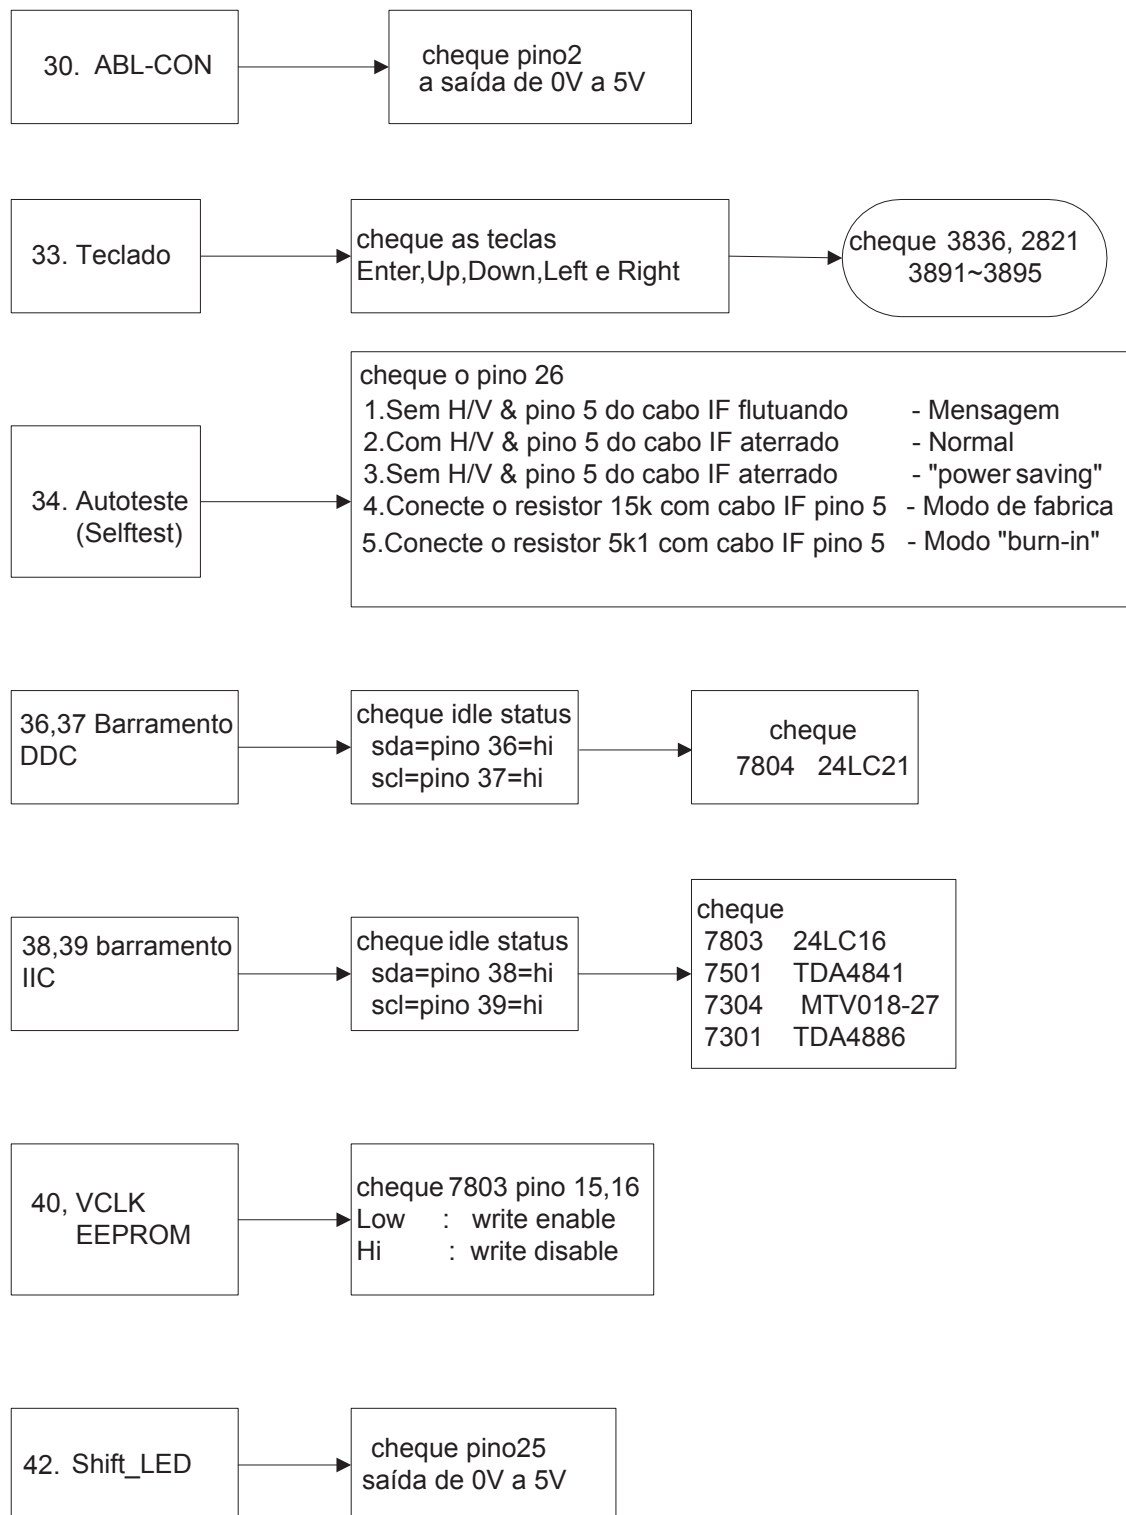 30. ABL-CON
cheque pino2
a saída de 0V a 5V
33. Teclado
cheque as teclas
Enter,Up,Down,Left e Right
cheque 3836, 2821
3891~3895
34. Autoteste
(Selftest)
cheque o pino 26
1.Sem H/V & pino 5 do cabo IF flutuando - Mensagem
2.Com H/V & pino 5 do cabo IF aterrado - Normal
3.Sem H/V & pino 5 do cabo IF aterrado - "power saving"
4.Conecte o resistor 15k com cabo IF pino 5 - Modo de fabrica
5.Conecte o resistor 5k1 com cabo IF pino 5 - Modo "burn-in"
36,37 Barramento
DDC
cheque idle status
sda=pino 36=hi
scl=pino 37=hi
cheque
7804 24LC21
38,39 barramento
IIC
cheque idle status
sda=pino 38=hi
scl=pino 39=hi
cheque
7803 24LC16
7501 TDA4841
7304 MTV018-27
7301 TDA4886
40, VCLK
EEPROM
cheque 7803 pino 15,16
Low : write enable
Hi : write disable
42. Shift_LED
cheque pino25
saída de 0V a 5V